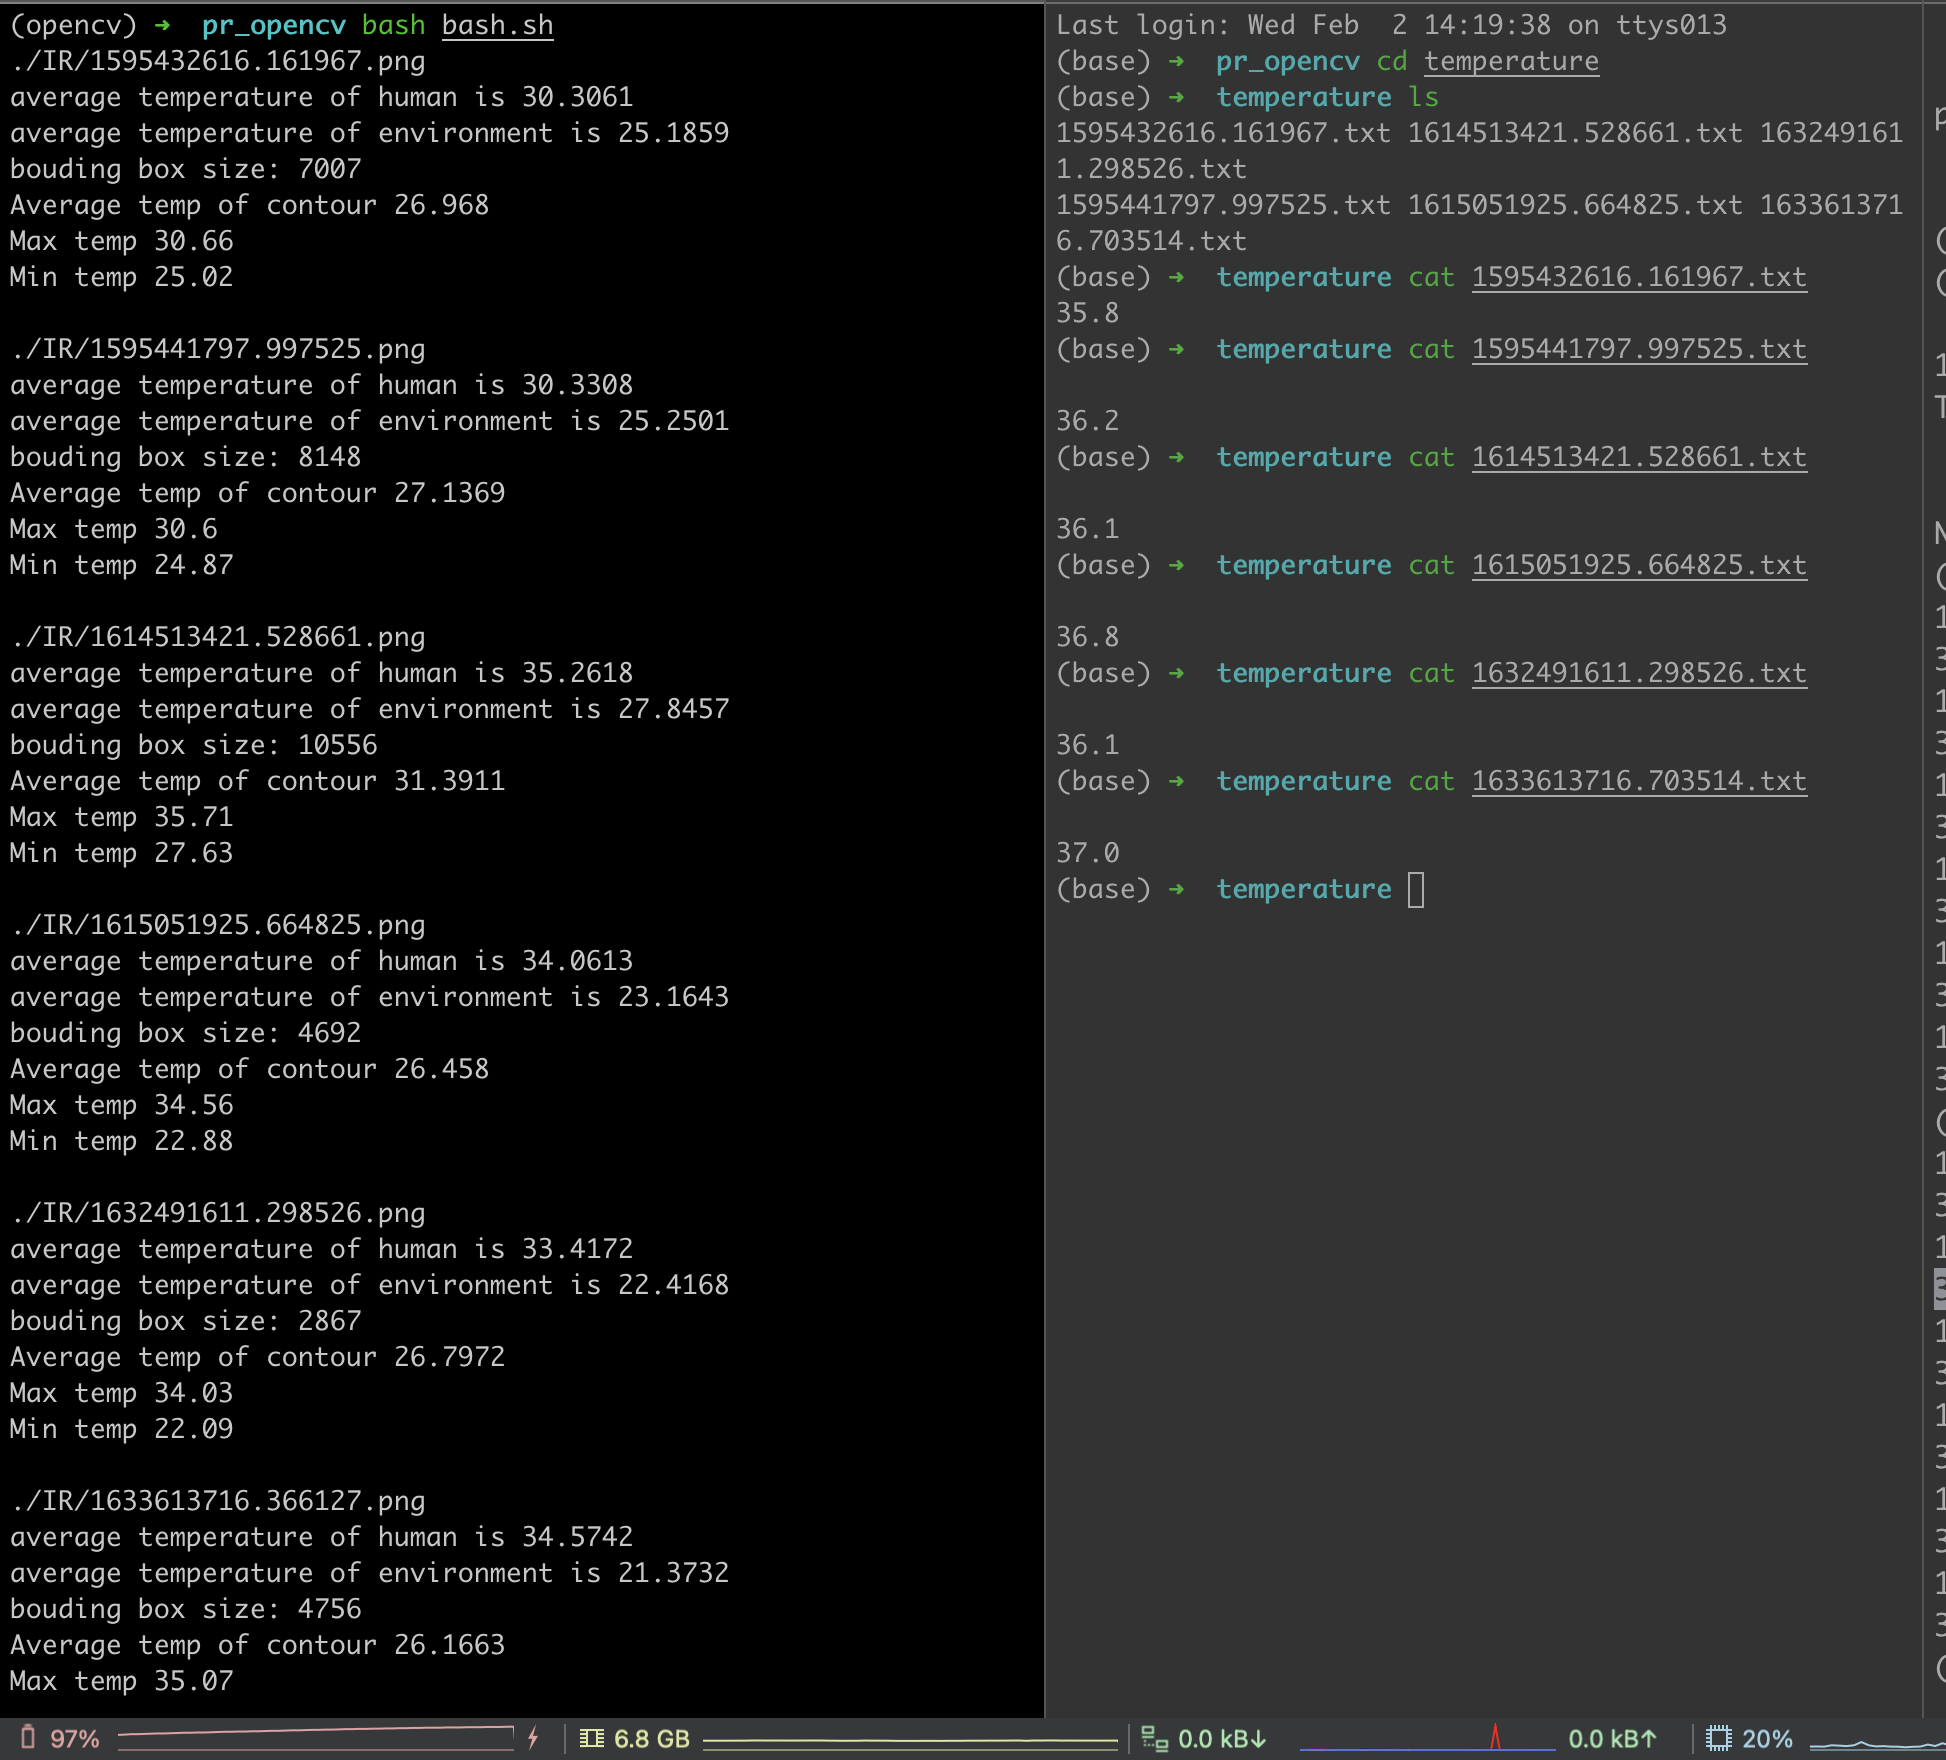 (opencv) ➜ pr_opencv bash bash.sh
./IR/1595432616.161967.png
average temperature of human is 30.3061
average temperature of environment is 25.1859
bouding box size: 7007
Average temp of contour 26.968
Max temp 30.66
Min temp 25.02
./IR/1595441797.997525.png
average temperature of human is 30.3308
average temperature of environment is 25.2501
bouding box size: 8148
Average temp of contour 27.1369
Max temp 30.6
Min temp 24.87
./IR/1614513421.528661.png
average temperature of human is 35.2618
average temperature of environment is 27.8457
bouding box size: 10556
Average temp of contour 31.3911
Max temp 35.71
Min temp 27.63
./IR/1615051925.664825.png
average temperature of human is 34.0613
average temperature of environment is 23.1643
bouding box size: 4692
Average temp of contour 26.458
Max temp 34.56
Min temp 22.88
./IR/1632491611.298526.png
average temperature of human is 33.4172
average temperature of environment is 22.4168
bouding box size: 2867
Average temp of contour 26.7972
Max temp 34.03
Min temp 22.09
./IR/1633613716.366127.png
average temperature of human is 34.5742
average temperature of environment is 21.3732
bouding box size: 4756
Average temp of contour 26.1663
Max temp 35.07
Last login: Wed Feb  2 14:19:38 on ttys013
(base) ➜ pr_opencv cd temperature
(base) ➜ temperature ls
1595432616.161967.txt 1614513421.528661.txt 163249161
1.298526.txt
1595441797.997525.txt 1615051925.664825.txt 163361371
6.703514.txt
(base) ➜ temperature cat 1595432616.161967.txt
35.8
(base) ➜ temperature cat 1595441797.997525.txt
36.2
(base) ➜ temperature cat 1614513421.528661.txt
36.1
(base) ➜ temperature cat 1615051925.664825.txt
36.8
(base) ➜ temperature cat 1632491611.298526.txt
36.1
(base) ➜ temperature cat 1633613716.703514.txt
37.0
(base) ➜ temperature
97% 6.8 GB 0.0 kB↓ 0.0 kB↑ 20%